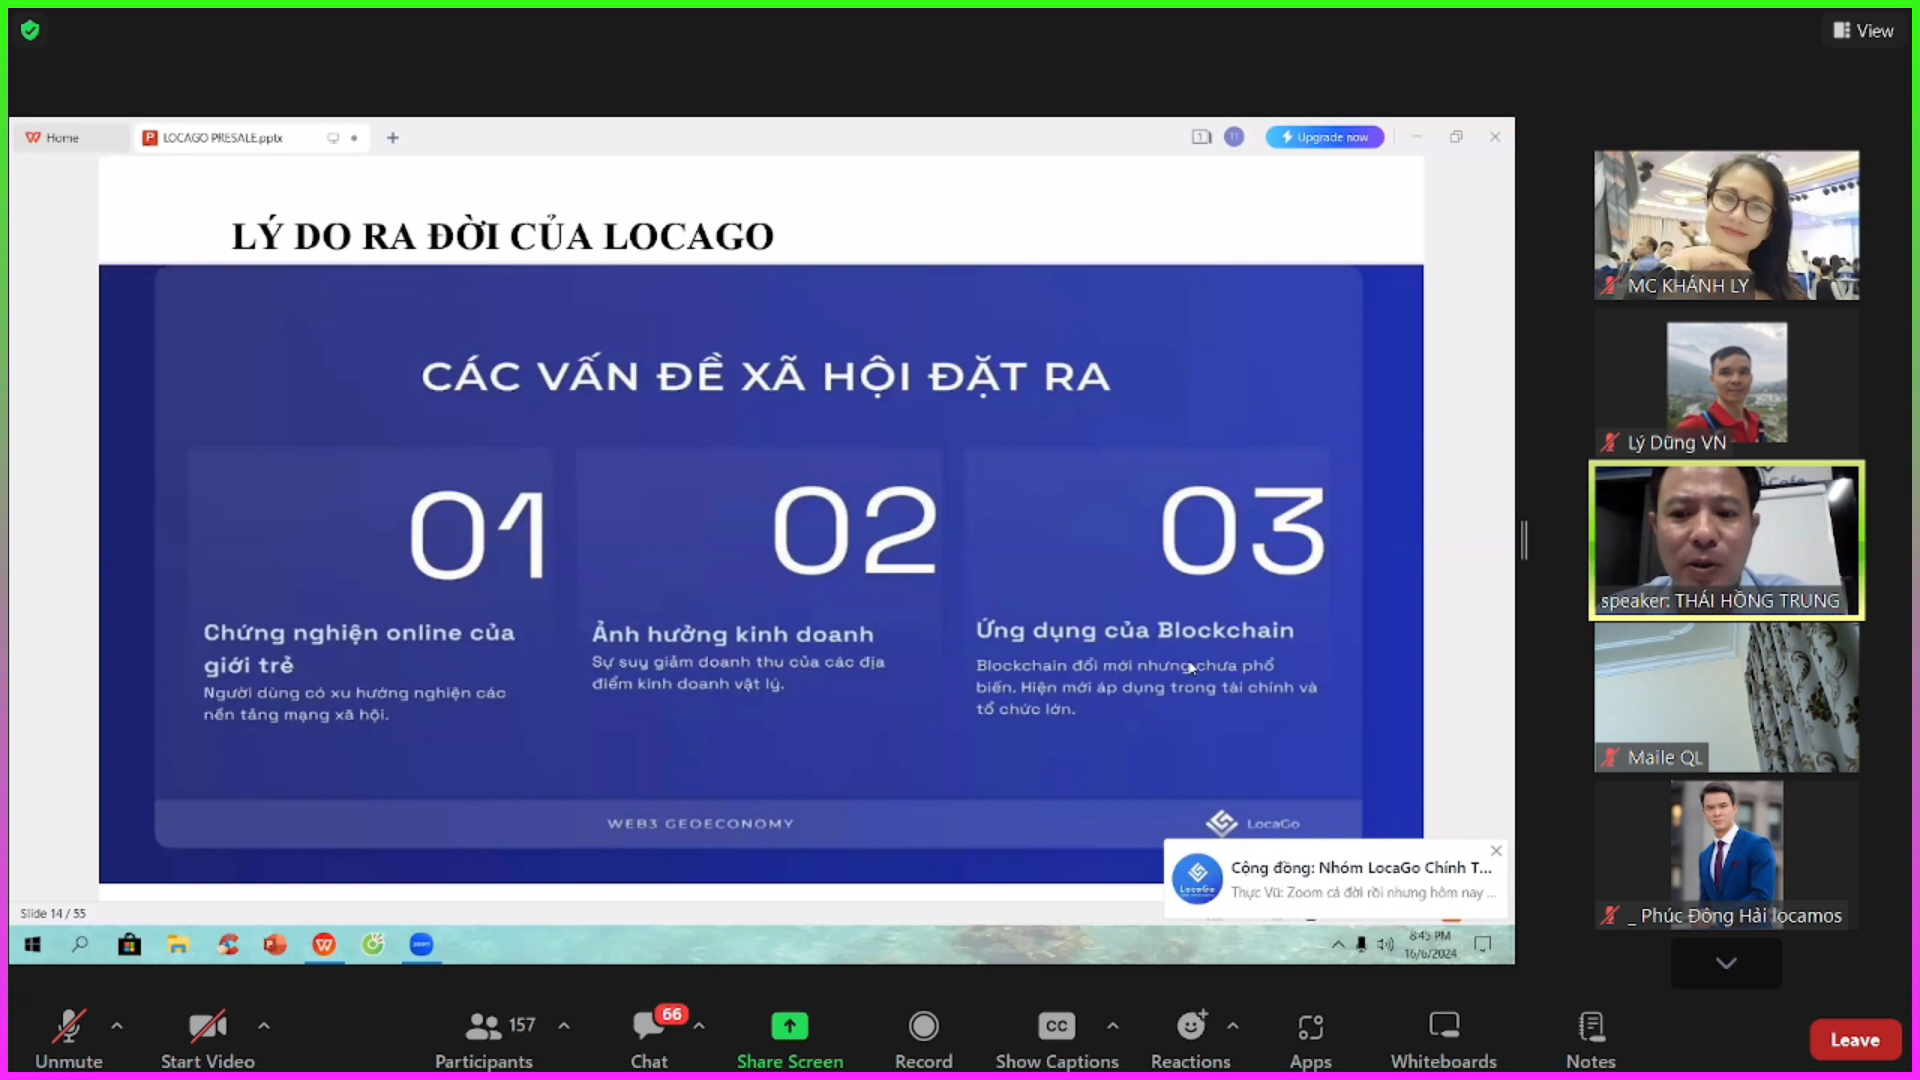 View
Home
LOCAGO PRESALE.pptx
Upgrade now
LÝ DO RA ĐỜI CỦA LOCAGO
CÁC VẤN ĐỀ XÃ HỘI ĐẶT RA
01
02
03
Chứng nghiện online của
giới trẻ
Người dùng có xu hướng nghiện các
nền tảng mạng xã hội.
Ảnh hưởng kinh doanh
Sự suy giảm doanh thu của các địa
điểm kinh doanh vật lý.
Ứng dụng của Blockchain
Blockchain đổi mới nhưng chưa phổ
biến. Hiện mới áp dụng trong tài chính và
tổ chức lớn.
WEB3 GEOECONOMY
LocaGo
Cộng đồng: Nhóm LocaGo Chính T...
Thực Vũ: Zoom cả đời rồi nhưng hôm nay ...
LocaGo
Slide 14 / 55
zoom
8:45 PM
16/6/2024
MC KHÁNH LY
Lý Dũng VN
speaker: THÁI HỒNG TRUNG
Maile QL
_ Phúc Đông Hải locamos
Unmute
Start Video
157
Participants
66
Chat
Share Screen
Record
CC
Show Captions
Reactions
Apps
Whiteboards
Notes
Leave